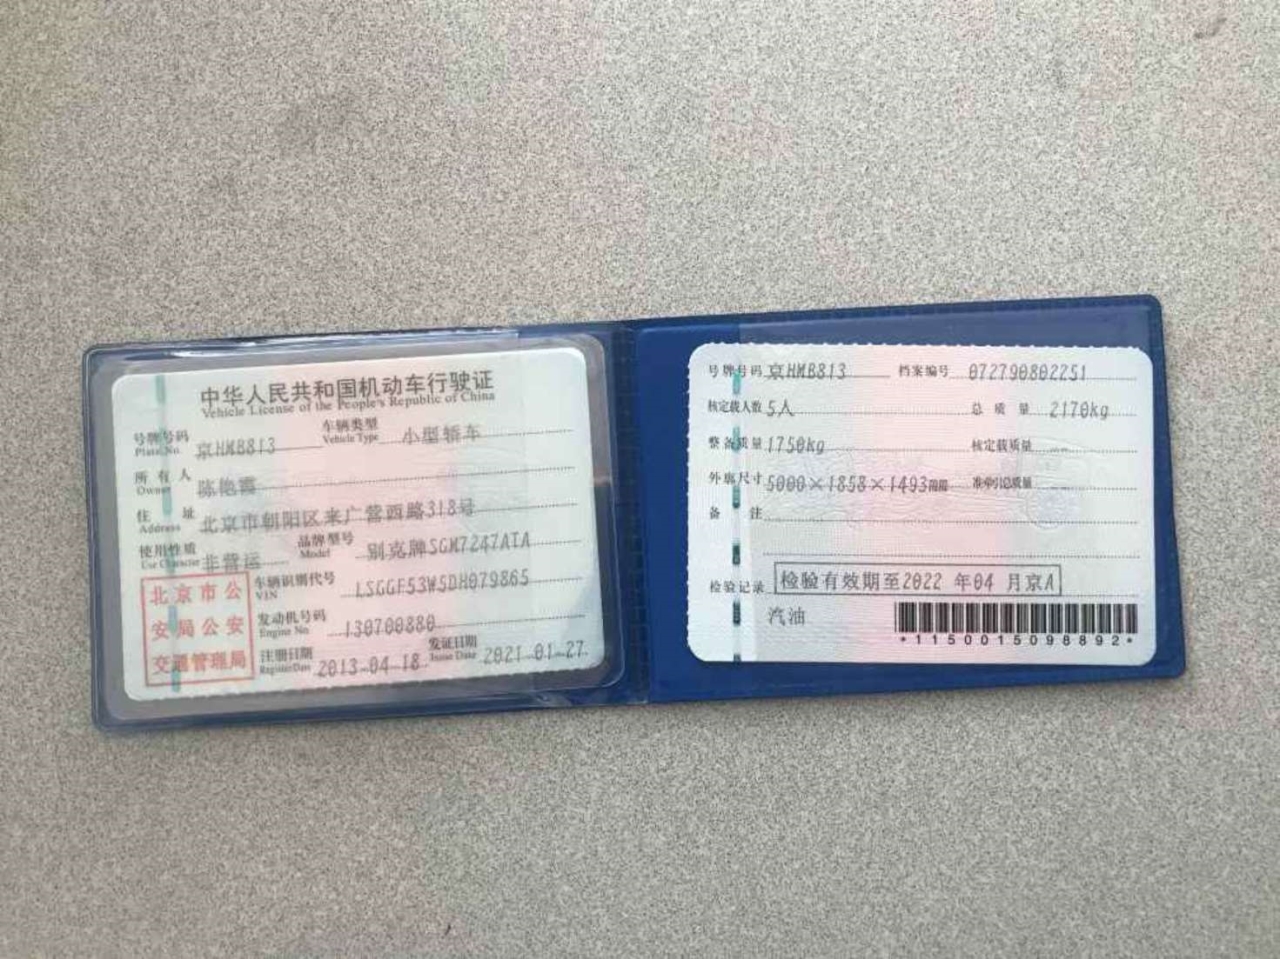 中华人民共和国机动车行驶证
Vehicle License of the People's Republic of China
号牌号码 京HMB813 车辆类型 小型轿车
Plate No. Vehicle Type
所有人 陈艳霞
Owner
住址 北京市朝阳区来广营西路318号
Address
使用性质 非营运 品牌型号 别克牌SGM7247ATA
Use Character Model
北京市公
安局公安
交通管理局
车辆识别代号 LSGGF53W5DH079865
VIN
发动机号码 130700880
Engine No.
注册日期 2013-04-18 发证日期 2021-01-27
Register Date Issue Date
号牌号码 京HMB813 档案编号 072790802251
核定载人数 5人 总质量 2170kg
整备质量 1750kg 核定载质量 --
外廓尺寸 5000×1858×1493mm 准牵引总质量 --
备注
检验记录 检验有效期至2022年04月京A
汽油
*1150015098892*